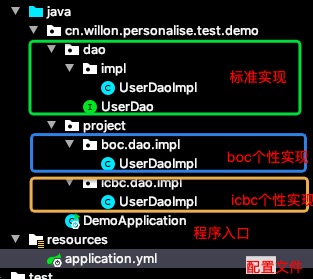 java
cn.willon.personalise.test.demo
dao
impl
UserDaoImpl
标准实现
UserDao
project
boc.dao.impl
boc个性实现
UserDaoImpl
icbc.dao.impl
UserDaoImpl
icbc个性实现
DemoApplication
程序入口
resources
application.yml
配置文件
test